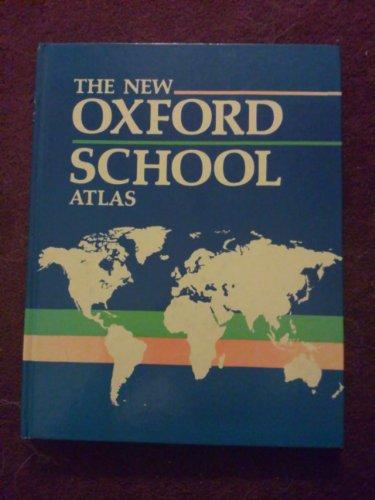 THE NEW
OXFORD
SCHOOL
ATLAS